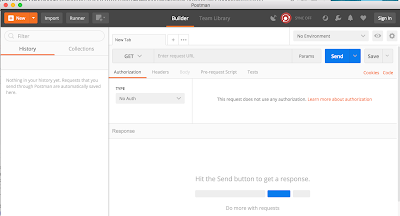 Postman
New
Import
Runner
Builder
Team Library
SYNC OFF
Sign In
Filter
History
Collections
Nothing in your history yet. Requests that you
send through Postman are automatically saved
here.
New Tab
No Environment
GET
Enter request URL
Params
Send
Save
Authorization
Headers
Body
Pre-request Script
Tests
Cookies
Code
TYPE
No Auth
This request does not use any authorization. Learn more about authorization
Response
Hit the Send button to get a response.
Do more with requests